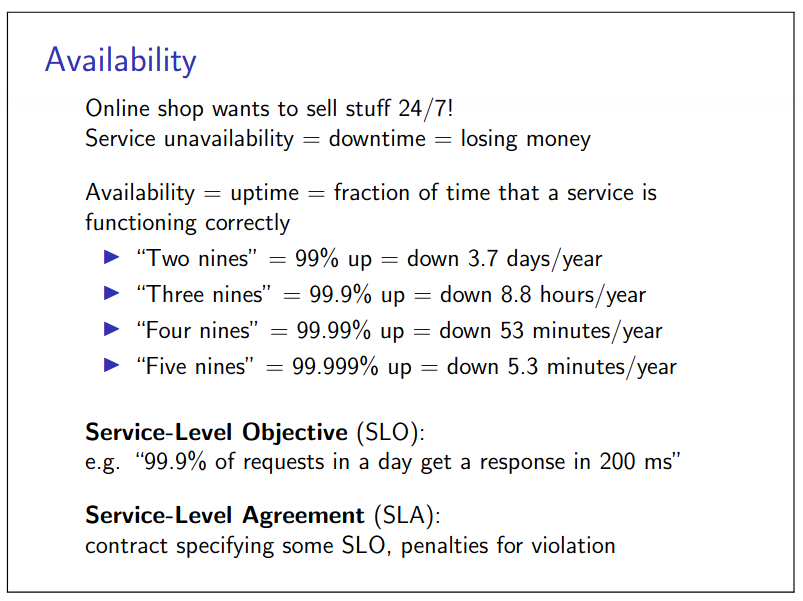 Availability
Online shop wants to sell stuff 24/7!
Service unavailability = downtime = losing money
Availability = uptime = fraction of time that a service is
functioning correctly
▶ “Two nines” = 99% up = down 3.7 days/year
▶ “Three nines” = 99.9% up = down 8.8 hours/year
▶ “Four nines” = 99.99% up = down 53 minutes/year
▶ “Five nines” = 99.999% up = down 5.3 minutes/year
Service-Level Objective (SLO):
e.g. “99.9% of requests in a day get a response in 200 ms”
Service-Level Agreement (SLA):
contract specifying some SLO, penalties for violation